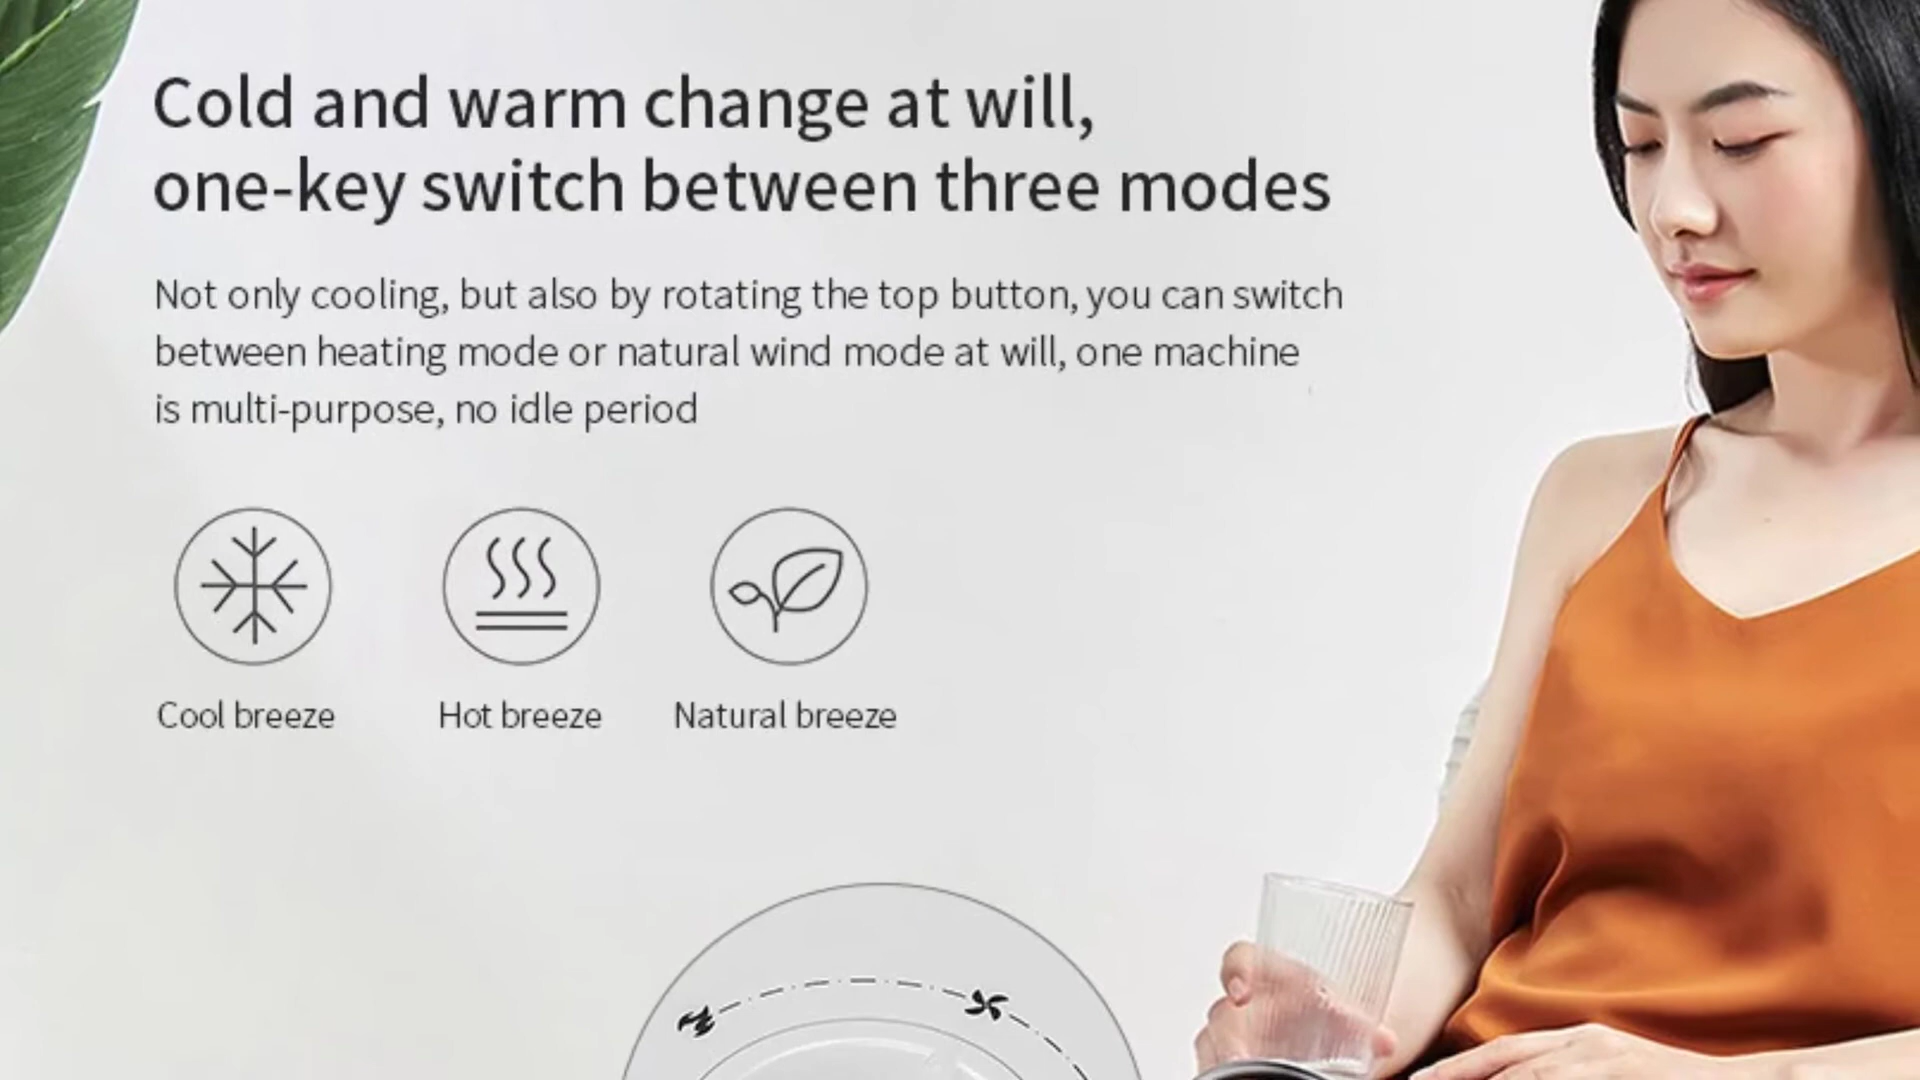 Cold and warm change at will,
one-key switch between three modes
Not only cooling, but also by rotating the top button, you can switch
between heating mode or natural wind mode at will, one machine
is multi-purpose, no idle period
Cool breeze
Hot breeze
Natural breeze